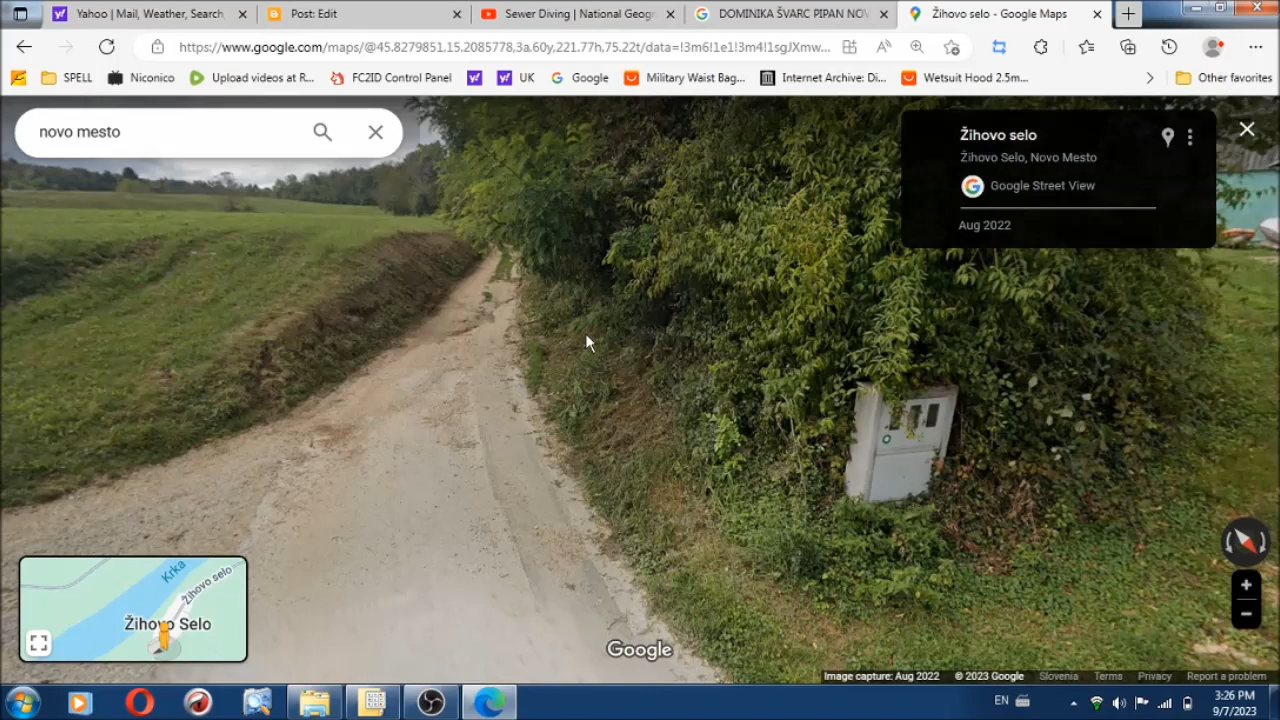 Yahoo | Mail, Weather, Search,
Post: Edit
Sewer Diving | National Geogr
DOMINIKA ŠVARC PIPAN NOV
Žihovo selo - Google Maps
https://www.google.com/maps/@45.8279851,15.2085778,3a,60y,221.77h,75.22t/data=!3m6!1e1!3m4!1sgJXmw...
SPELL
Niconico
Upload videos at R...
FC2ID Control Panel
UK
Google
Military Waist Bag...
Internet Archive: Di...
Wetsuit Hood 2.5m...
Other favorites
novo mesto
Žihovo selo
Žihovo Selo, Novo Mesto
Google Street View
Aug 2022
Krka
Žihovo selo
Žihovo Selo
Google
Image capture: Aug 2022 © 2023 Google Slovenia Terms Privacy Report a problem
EN
3:26 PM
9/7/2023